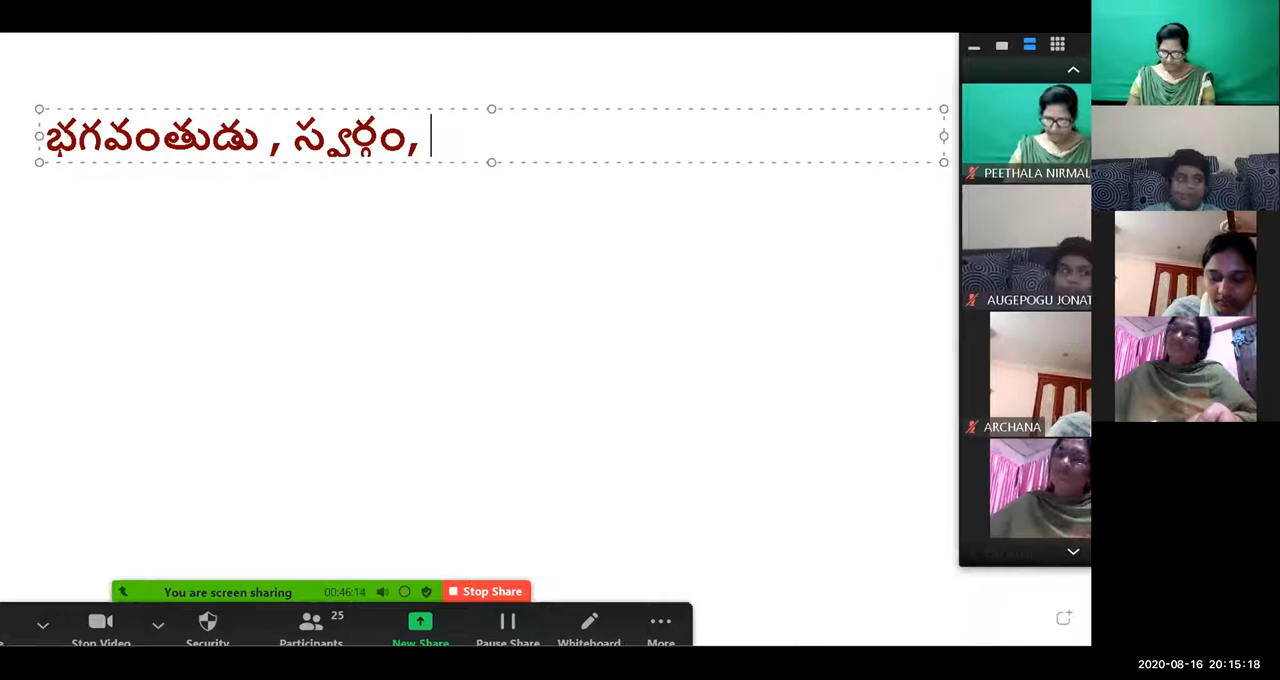 భగవంతుడు , స్వర్గం,
PEETHALA NIRMAL
AUGEPOGU JONAT
ARCHANA
You are screen sharing 00:46:14 Stop Share
25
Stop Video Security Participants New Share Pause Share Whiteboard More
2020-08-16 20:15:18